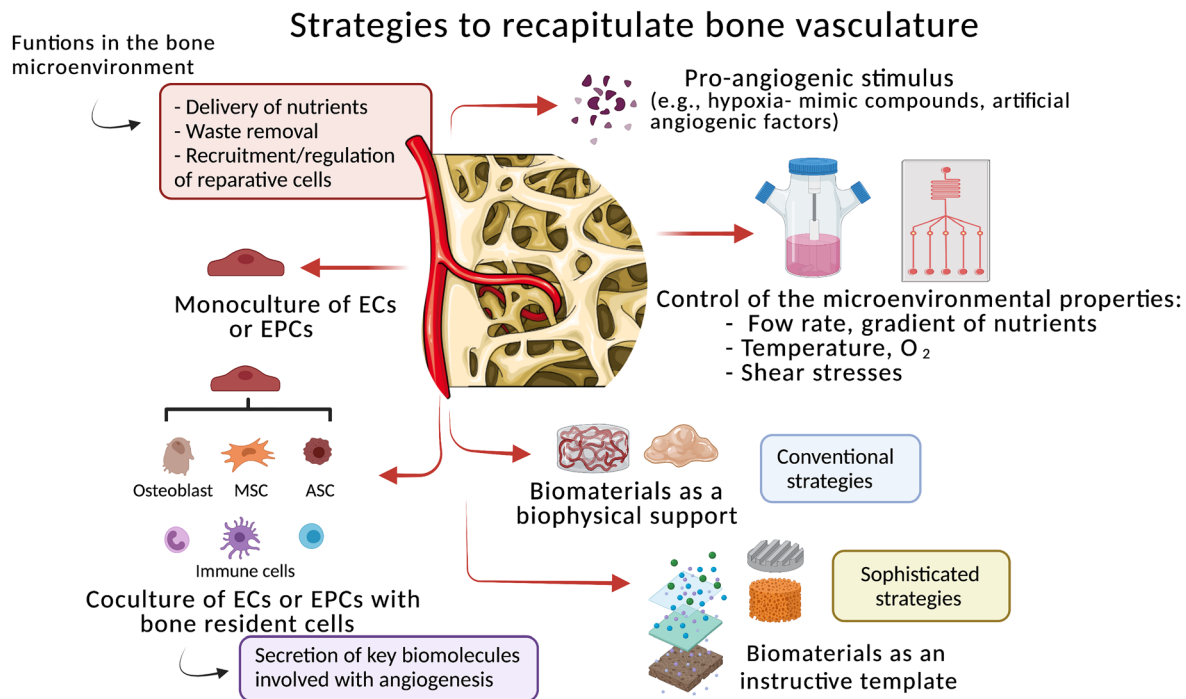 Strategies to recapitulate bone vasculature
Funtions in the bone
microenvironment
- Delivery of nutrients
- Waste removal
- Recruitment/regulation
of reparative cells
Pro-angiogenic stimulus
(e.g., hypoxia- mimic compounds, artificial
angiogenic factors)
Monoculture of ECs
or EPCs
Control of the microenvironmental properties:
- Fow rate, gradient of nutrients
- Temperature, O₂
- Shear stresses
Osteoblast MSC ASC
Immune cells
Coculture of ECs or EPCs with
bone resident cells
Secretion of key biomolecules
involved with angiogenesis
Biomaterials as a
biophysical support
Conventional
strategies
Sophisticated
strategies
Biomaterials as an
instructive template